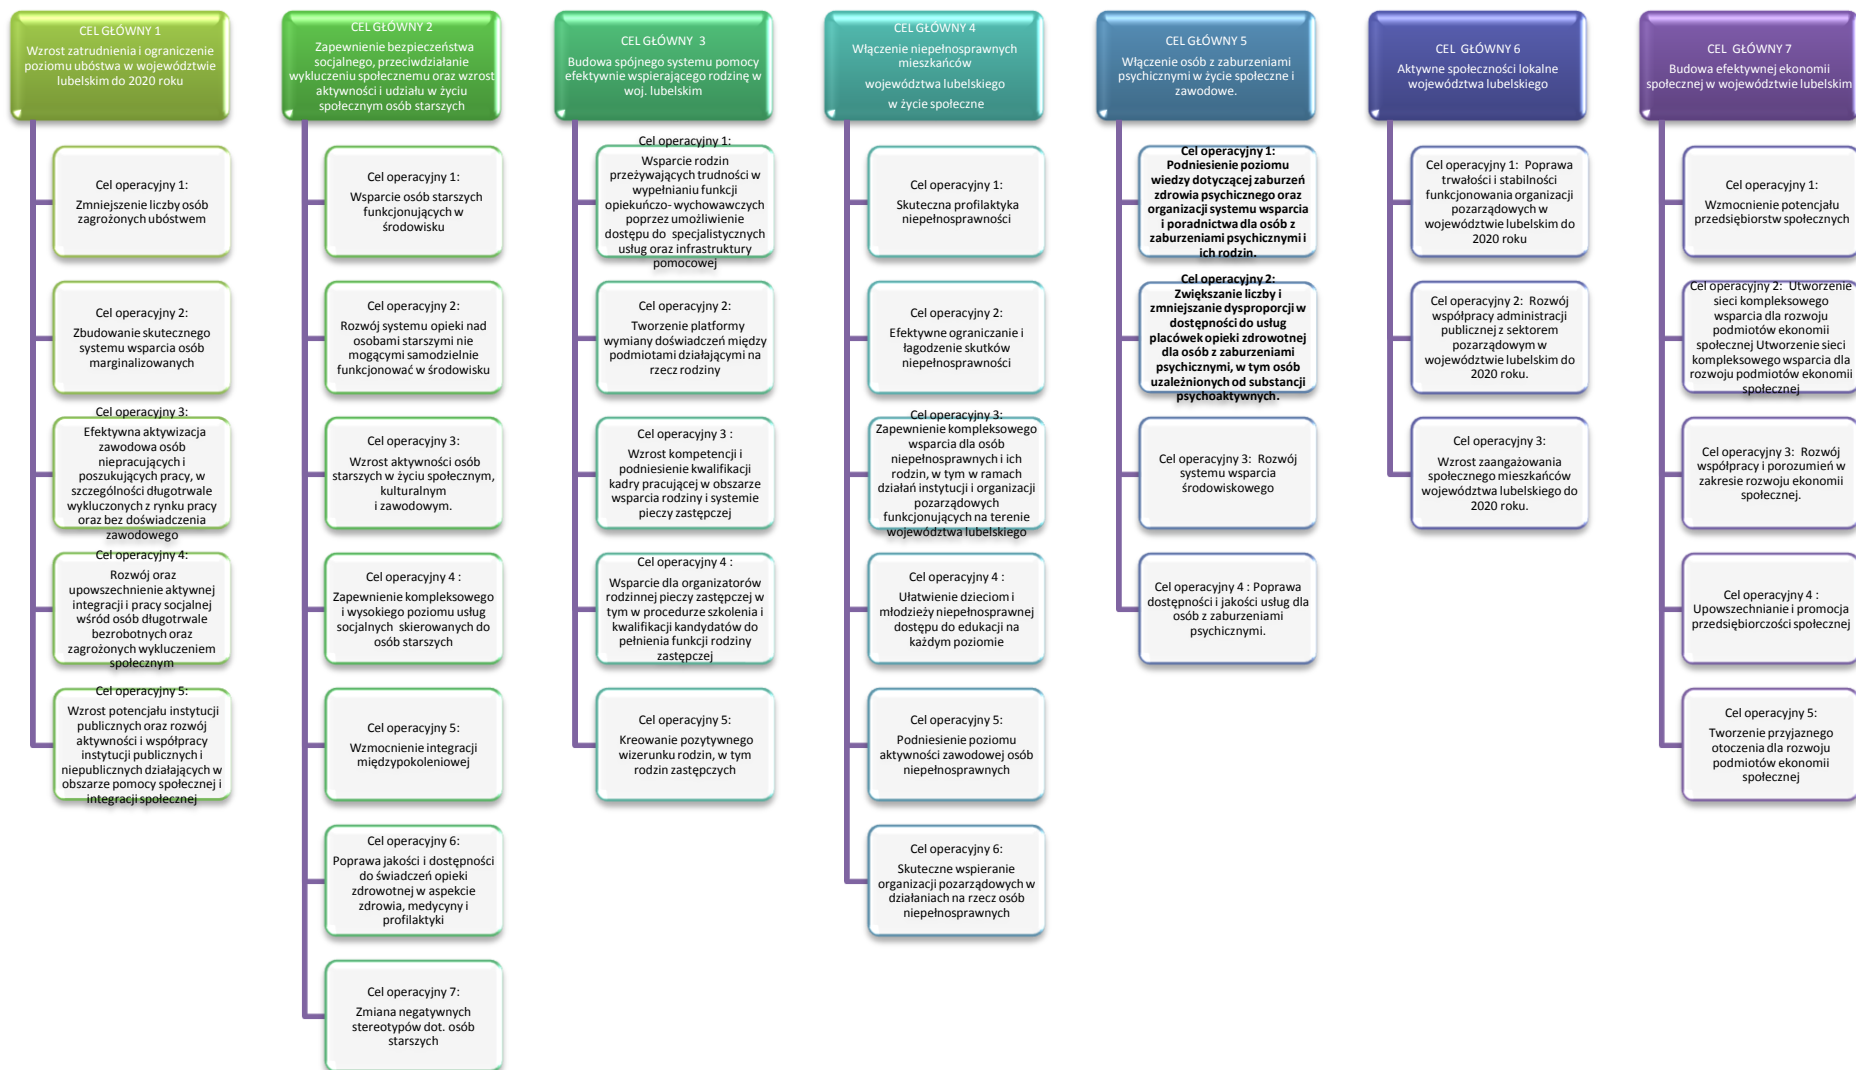 CEL GŁÓWNY 1
Wzrost zatrudnienia i ograniczenie
poziomu ubóstwa w województwie
lubelskim do 2020 roku
Cel operacyjny 1:
Zmniejszenie liczby osób
zagrożonych ubóstwem
Cel operacyjny 2:
Zbudowanie skutecznego
systemu wsparcia osób
marginalizowanych
Cel operacyjny 3:
Efektywna aktywizacja
zawodowa osób
niepracujących i
poszukujących pracy, w
szczególności długotrwale
wykluczonych z rynku pracy
oraz bez doświadczenia
zawodowego
Cel operacyjny 4:
Rozwój oraz
upowszechnienie aktywnej
integracji i pracy socjalnej
wśród osób długotrwale
bezrobotnych oraz
zagrożonych wykluczeniem
społecznym
Cel operacyjny 5:
Wzrost potencjału instytucji
publicznych oraz rozwój
aktywności i współpracy
instytucji publicznych i
niepublicznych działających w
obszarze pomocy społecznej i
integracji społecznej
CEL GŁÓWNY 2
Zapewnienie bezpieczeństwa
socjalnego, przeciwdziałanie
wykluczeniu społecznemu oraz wzrost
aktywności i udziału w życiu
społecznym osób starszych
Cel operacyjny 1:
Wsparcie osób starszych
funkcjonujących w
środowisku
Cel operacyjny 2:
Rozwój systemu opieki nad
osobami starszymi nie
mogącymi samodzielnie
funkcjonować w środowisku
Cel operacyjny 3:
Wzrost aktywności osób
starszych w życiu społecznym,
kulturalnym
i zawodowym.
Cel operacyjny 4 :
Zapewnienie kompleksowego
i wysokiego poziomu usług
socjalnych skierowanych do
osób starszych
Cel operacyjny 5:
Wzmocnienie integracji
międzypokoleniowej
Cel operacyjny 6:
Poprawa jakości i dostępności
do świadczeń opieki
zdrowotnej w aspekcie
zdrowia, medycyny i
profilaktyki
Cel operacyjny 7:
Zmiana negatywnych
stereotypów dot. osób
starszych
CEL GŁÓWNY 3
Budowa spójnego systemu pomocy
efektywnie wspierającego rodzinę w
woj. lubelskim
Cel operacyjny 1:
Wsparcie rodzin
przeżywających trudności w
wypełnianiu funkcji
opiekuńczo- wychowawczych
poprzez umożliwienie
dostępu do specjalistycznych
usług oraz infrastruktury
pomocowej
Cel operacyjny 2:
Tworzenie platformy
wymiany doświadczeń między
podmiotami działającymi na
rzecz rodziny
Cel operacyjny 3 :
Wzrost kompetencji i
podniesienie kwalifikacji
kadry pracującej w obszarze
wsparcia rodziny i systemie
pieczy zastępczej
Cel operacyjny 4 :
Wsparcie dla organizatorów
rodzinnej pieczy zastępczej w
tym w procedurze szkolenia i
kwalifikacji kandydatów do
pełnienia funkcji rodziny
zastępczej
Cel operacyjny 5:
Kreowanie pozytywnego
wizerunku rodzin, w tym
rodzin zastępczych
CEL GŁÓWNY 4
Włączenie niepełnosprawnych
mieszkańców
województwa lubelskiego
w życie społeczne
Cel operacyjny 1:
Skuteczna profilaktyka
niepełnosprawności
Cel operacyjny 2:
Efektywne ograniczanie i
łagodzenie skutków
niepełnosprawności
Cel operacyjny 3:
Zapewnienie kompleksowego
wsparcia dla osób
niepełnosprawnych i ich
rodzin, w tym w ramach
działań instytucji i organizacji
pozarządowych
funkcjonujących na terenie
województwa lubelskiego
Cel operacyjny 4 :
Ułatwienie dzieciom i
młodzieży niepełnosprawnej
dostępu do edukacji na
każdym poziomie
Cel operacyjny 5:
Podniesienie poziomu
aktywności zawodowej osób
niepełnosprawnych
Cel operacyjny 6:
Skuteczne wspieranie
organizacji pozarządowych w
działaniach na rzecz osób
niepełnosprawnych
CEL GŁÓWNY 5
Włączenie osób z zaburzeniami
psychicznymi w życie społeczne i
zawodowe.
Cel operacyjny 1:
Podniesienie poziomu
wiedzy dotyczącej zaburzeń
zdrowia psychicznego oraz
organizacji systemu wsparcia
i poradnictwa dla osób z
zaburzeniami psychicznymi i
ich rodzin.
Cel operacyjny 2:
Zwiększanie liczby i
zmniejszanie dysproporcji w
dostępności do usług
placówek opieki zdrowotnej
dla osób z zaburzeniami
psychicznymi, w tym osób
uzależnionych od substancji
psychoaktywnych.
Cel operacyjny 3: Rozwój
systemu wsparcia
środowiskowego
Cel operacyjny 4 : Poprawa
dostępności i jakości usług dla
osób z zaburzeniami
psychicznymi.
CEL GŁÓWNY 6
Aktywne społeczności lokalne
województwa lubelskiego
Cel operacyjny 1: Poprawa
trwałości i stabilności
funkcjonowania organizacji
pozarządowych w
województwie lubelskim do
2020 roku
Cel operacyjny 2: Rozwój
współpracy administracji
publicznej z sektorem
pozarządowym w
województwie lubelskim do
2020 roku.
Cel operacyjny 3:
Wzrost zaangażowania
społecznego mieszkańców
województwa lubelskiego do
2020 roku.
CEL GŁÓWNY 7
Budowa efektywnej ekonomii
społecznej w województwie lubelskim
Cel operacyjny 1:
Wzmocnienie potencjału
przedsiębiorstw społecznych
Cel operacyjny 2: Utworzenie
sieci kompleksowego
wsparcia dla rozwoju
podmiotów ekonomii
społecznej Utworzenie sieci
kompleksowego wsparcia dla
rozwoju podmiotów ekonomii
społecznej
Cel operacyjny 3: Rozwój
współpracy i porozumień w
zakresie rozwoju ekonomii
społecznej.
Cel operacyjny 4 :
Upowszechnianie i promocja
przedsiębiorczości społecznej
Cel operacyjny 5:
Tworzenie przyjaznego
otoczenia dla rozwoju
podmiotów ekonomii
społecznej